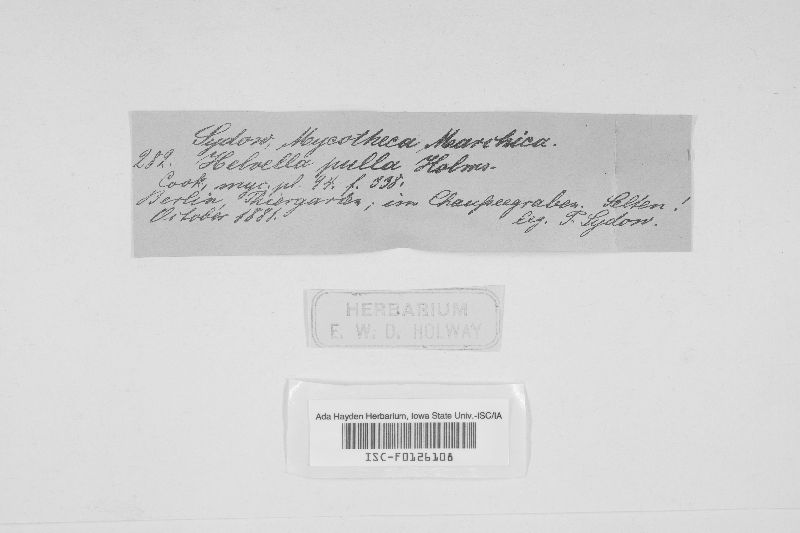 Sydow, Mycotheca Marchica.
282. Helvella pulla Holms.
Cook, myc. pl. 44. f. 338.
Berlin, Thiergarten; im Chausseegraben. Selten!
October 1881. leg. P. Sydow.
HERBARIUM
E. W. D. HOLWAY
Ada Hayden Herbarium, Iowa State Univ.-ISC/IA
ISC-F0126108